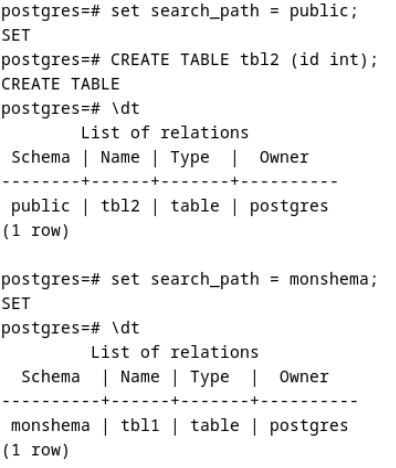 postgres=# set search_path = public;
SET
postgres=# CREATE TABLE tbl2 (id int);
CREATE TABLE
postgres=# \dt
        List of relations
 Schema | Name | Type  |  Owner
--------+------+-------+----------
 public | tbl2 | table | postgres
(1 row)

postgres=# set search_path = monshema;
SET
postgres=# \dt
         List of relations
  Schema  | Name | Type  |  Owner
----------+------+-------+----------
 monshema | tbl1 | table | postgres
(1 row)